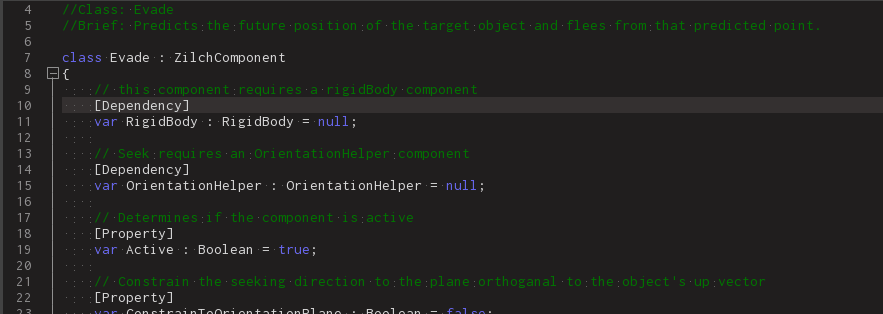 4 //Class: Evade
5 //Brief: Predicts the future position of the target object and flees from that predicted point.
6
7 class Evade : ZilchComponent
8 {
9 // this component requires a rigidBody component
10 [Dependency]
11 var RigidBody : RigidBody = null;
12
13 // Seek requires an OrientationHelper component
14 [Dependency]
15 var OrientationHelper : OrientationHelper = null;
16
17 // Determines if the component is active
18 [Property]
19 var Active : Boolean = true;
20
21 // Constrain the seeking direction to the plane orthoganal to the object's up vector
22 [Property]
23 var ConstrainToOrientationPlane : Boolean = false;